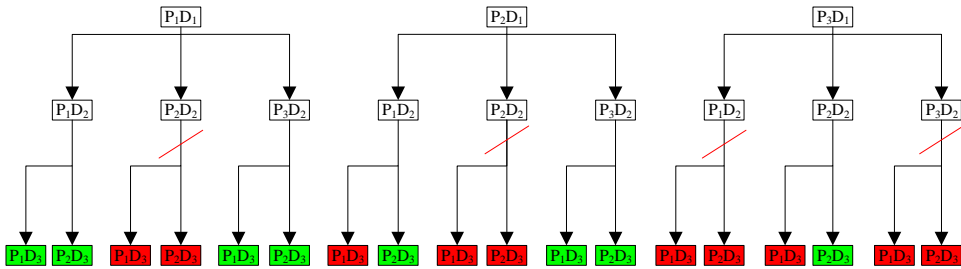 P₁D₁ P₂D₁ P₃D₁
P₁D₂ P₂D₂ P₃D₂ P₁D₂ P₂D₂ P₃D₂ P₁D₂ P₂D₂ P₃D₂
P₁D₃ P₂D₃ P₁D₃ P₂D₃ P₁D₃ P₂D₃ P₁D₃ P₂D₃ P₁D₃ P₂D₃ P₁D₃ P₂D₃ P₁D₃ P₂D₃ P₁D₃ P₂D₃ P₁D₃ P₂D₃